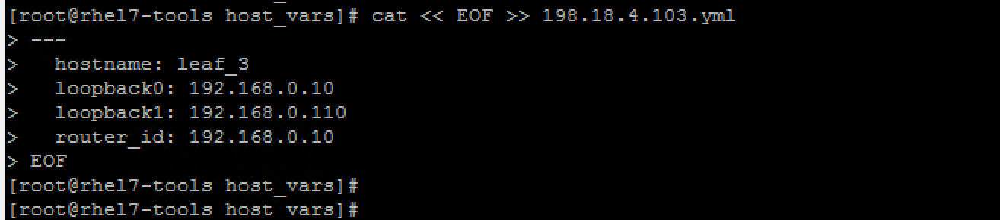 [root@rhel7-tools host_vars]# cat << EOF >> 198.18.4.103.yml
> ---
>   hostname: leaf_3
>   loopback0: 192.168.0.10
>   loopback1: 192.168.0.110
>   router_id: 192.168.0.10
> EOF
[root@rhel7-tools host_vars]#
[root@rhel7-tools host_vars]#